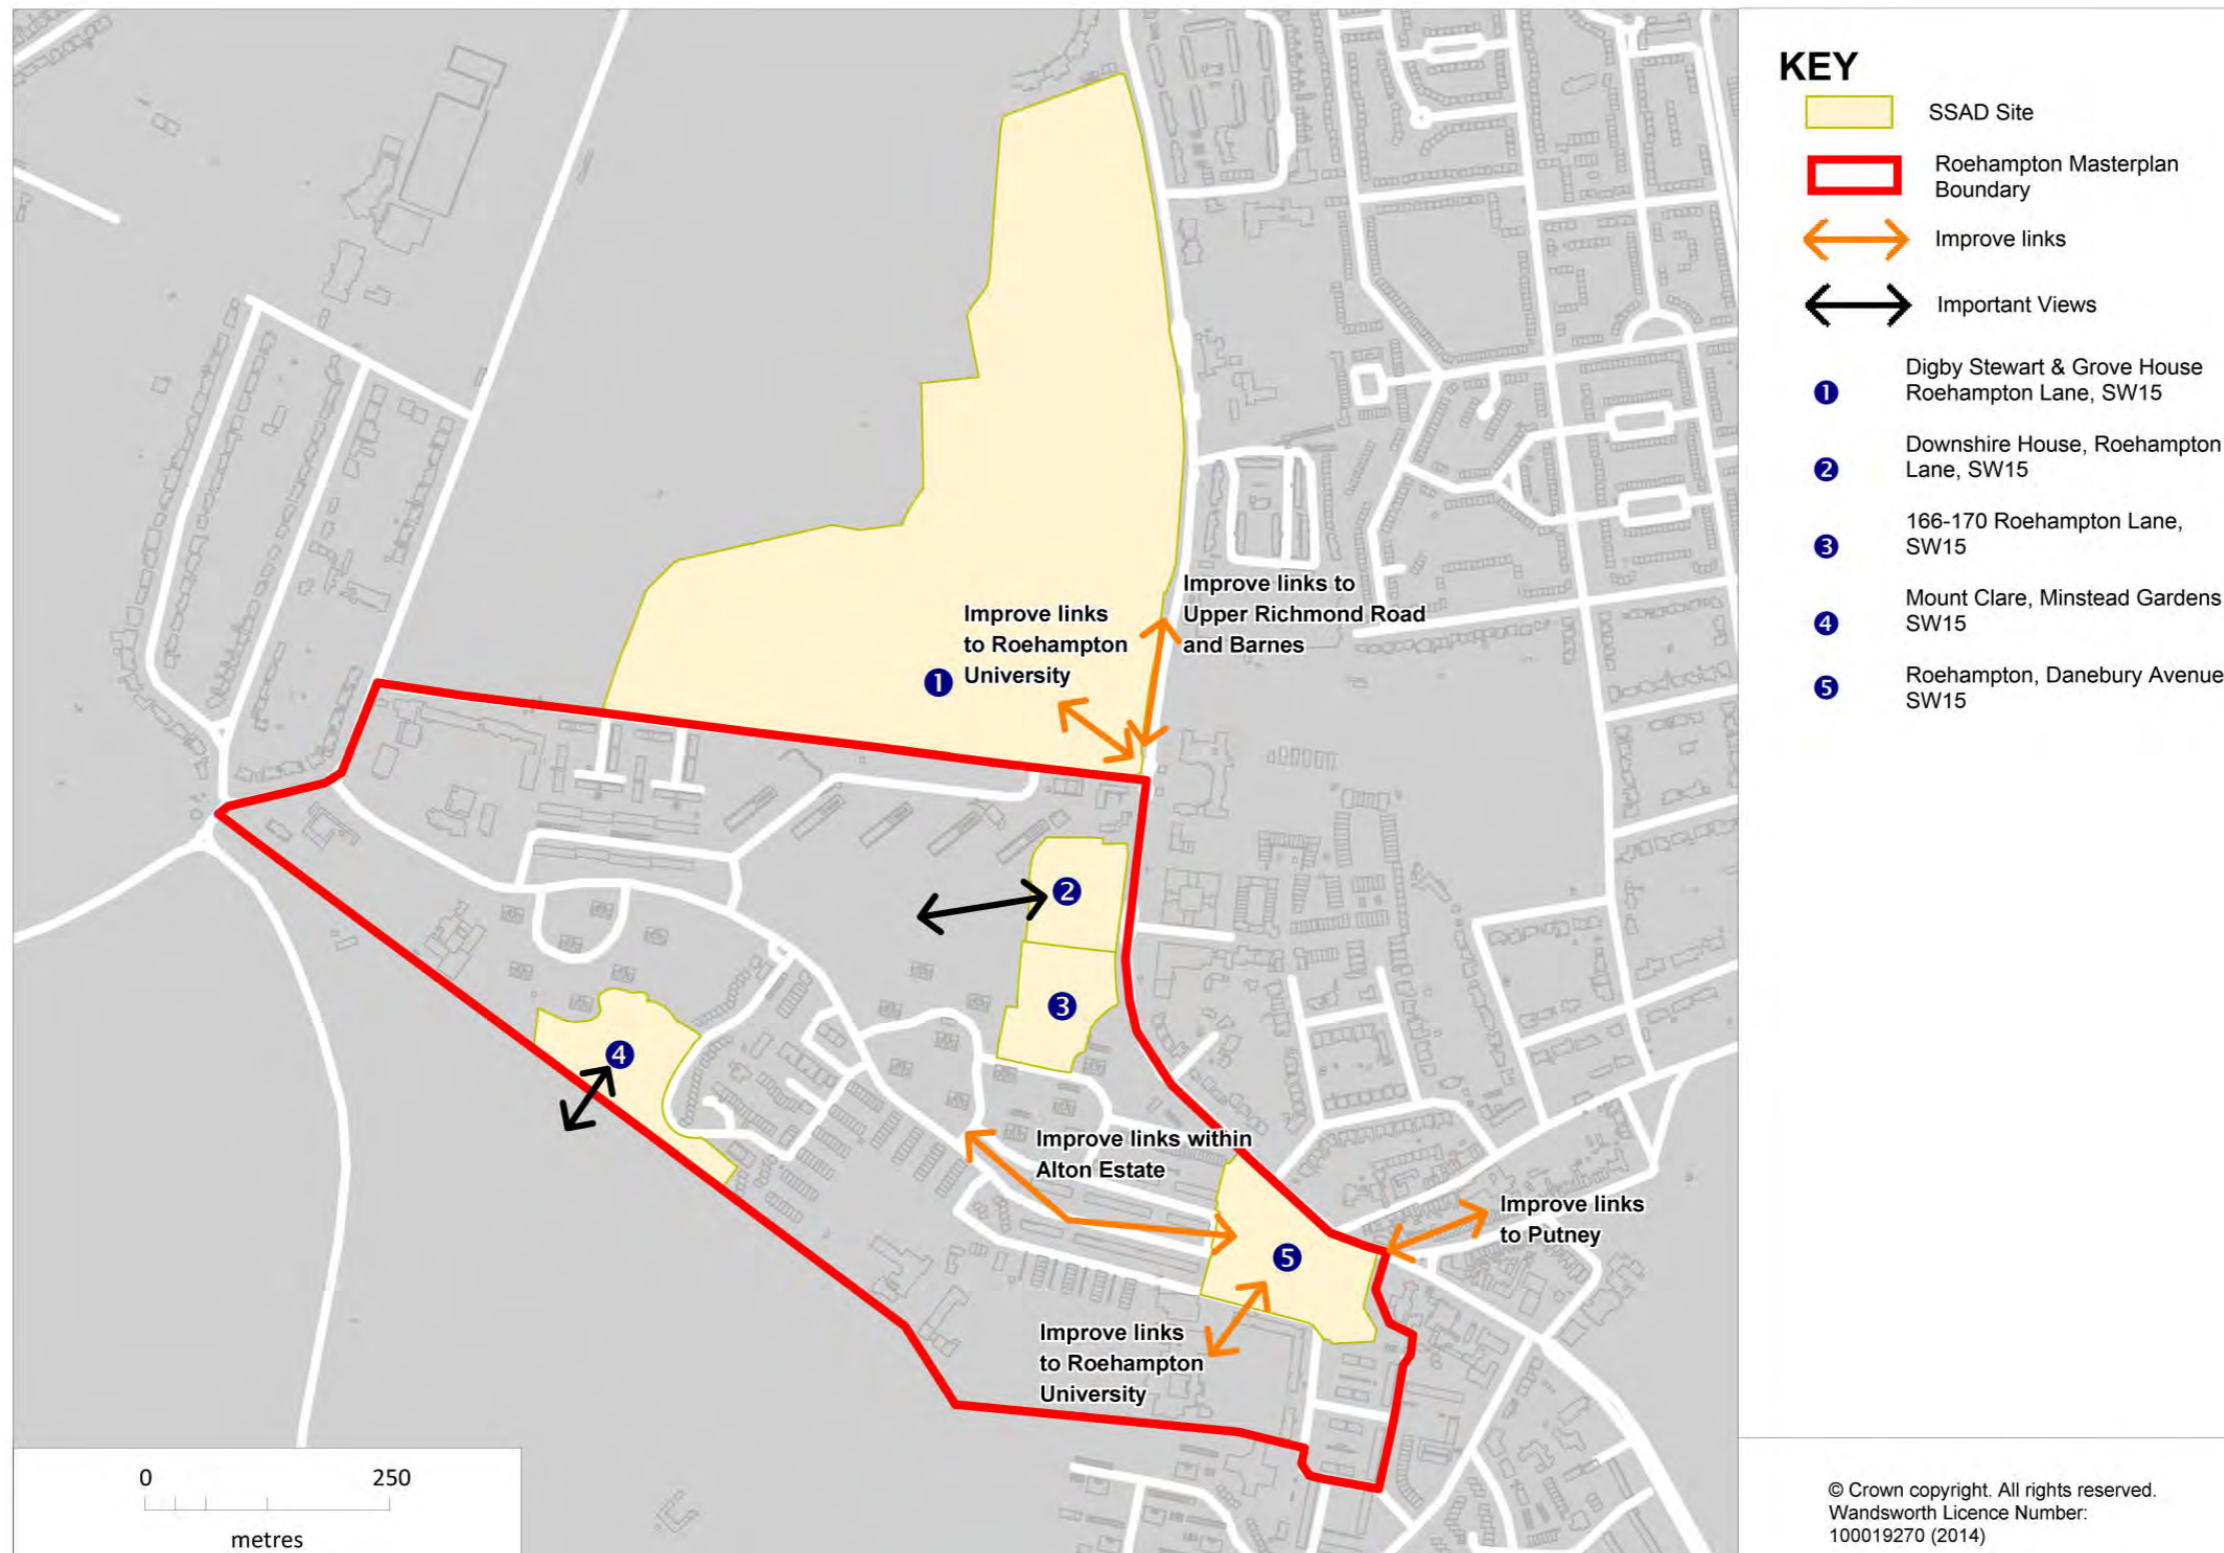 KEY
SSAD Site
Roehampton Masterplan
Boundary
Improve links
Important Views
1
Digby Stewart & Grove House
Roehampton Lane, SW15
2
Downshire House, Roehampton
Lane, SW15
3
166-170 Roehampton Lane,
SW15
4
Mount Clare, Minstead Gardens
SW15
5
Roehampton, Danebury Avenue
SW15
Improve links to
Upper Richmond Road
and Barnes
Improve links
to Roehampton
University
1
2
3
4
Improve links within
Alton Estate
Improve links
to Putney
5
Improve links
to Roehampton
University
0 250
metres
© Crown copyright. All rights reserved.
Wandsworth Licence Number:
100019270 (2014)